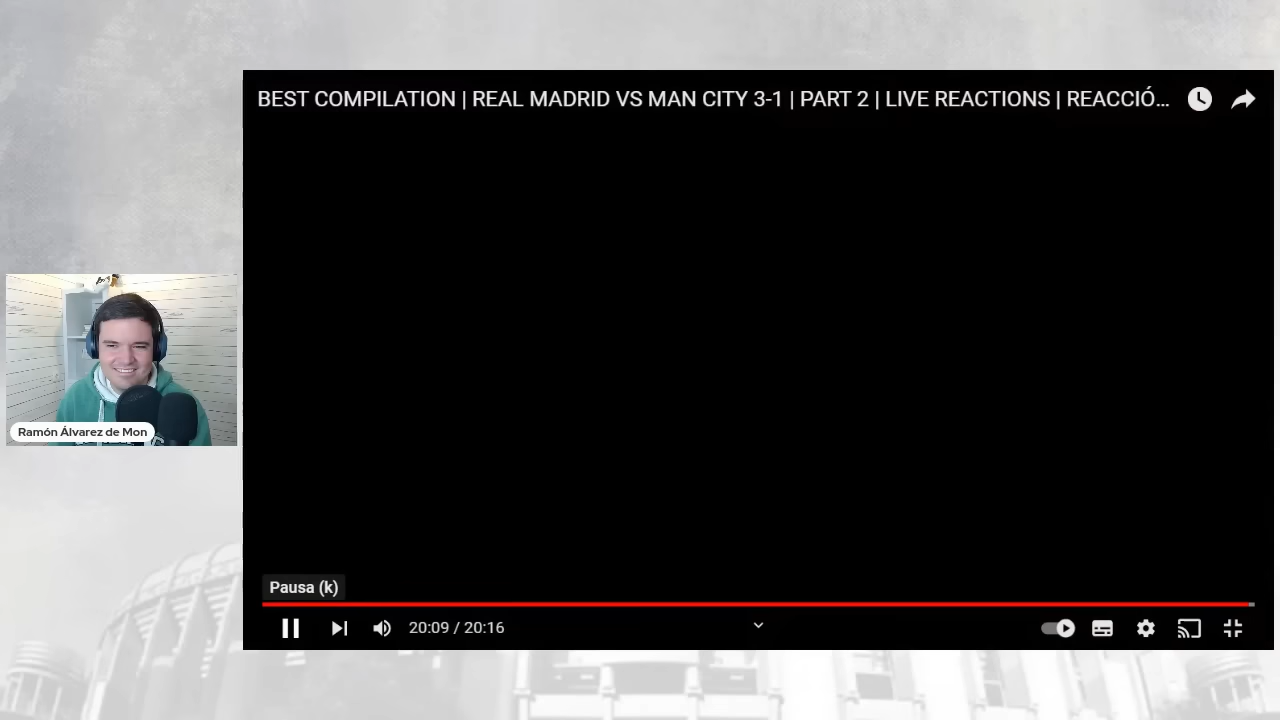 BEST COMPILATION | REAL MADRID VS MAN CITY 3-1 | PART 2 | LIVE REACTIONS | REACCIÓ...
Ramón Álvarez de Mon
Pausa (k)
20:09 / 20:16